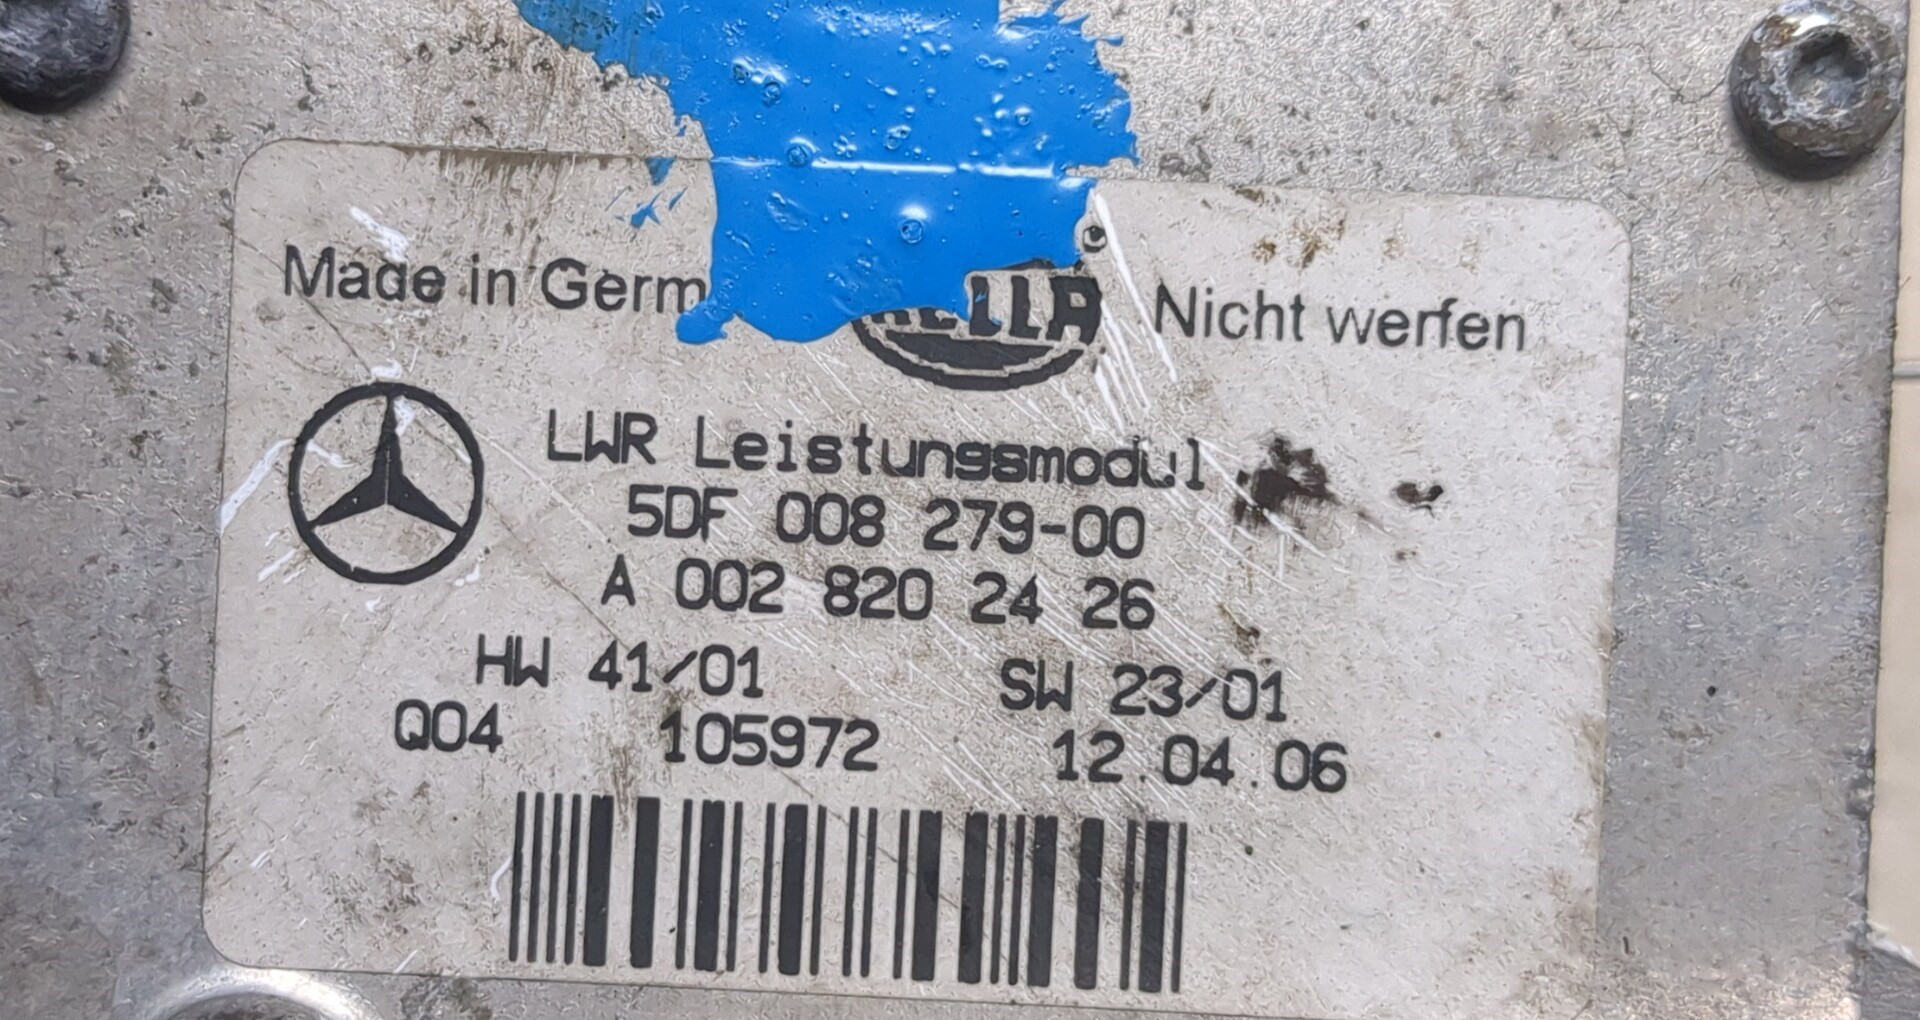 Made in Germ
Nicht werfen
LWR Leistungsmodul
5DF 008 279-00
A 002 820 24 26
HW 41/01 SW 23/01
Q04 105972 12.04.06